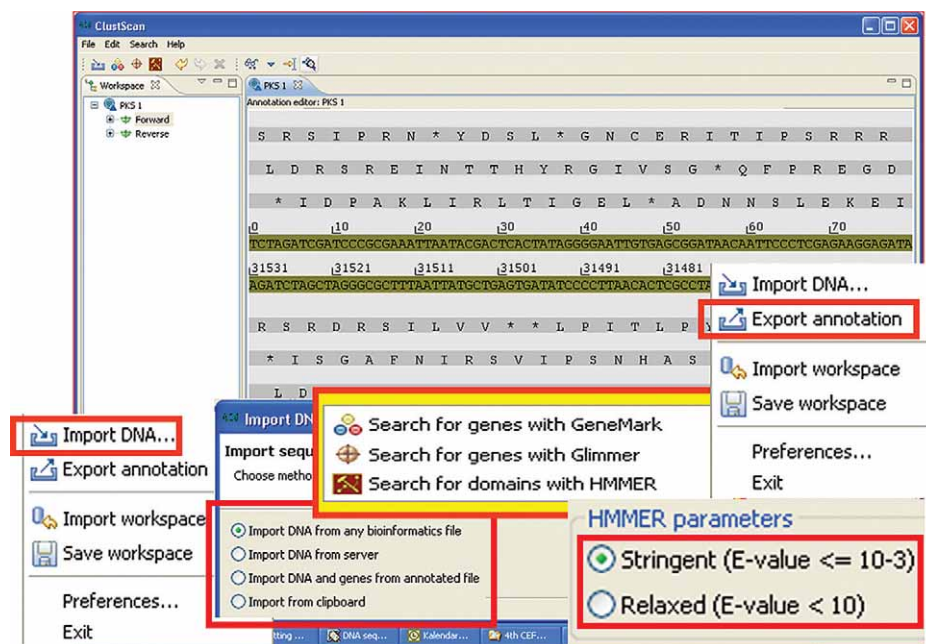 ClustScan
File Edit Search Help
Workspace
PKS 1
PKS 1
Forward
Reverse
Annotation editor: PKS 1
S R S I P R N * Y D S L * G N C E R I T I P S R R R
L D R S R E I N T T H Y R G I V S G * Q F P R E G D
* I D P A K L I R L T I G E L * A D N N S L E K E I
0 10 20 30 40 50 60 70
TCTAGATCGATCCCGCGAAATTAATACGACTCACTATAGGGGAATTGTGAGCGGATAACAATTCCCTCGAGAAGGAGATA
31531 31521 31511 31501 31491 31481
AGATCTAGCTAGGGCGCTTTAATTATGCTGAGTGATATCCCCTTAACACTCGCCTA
R S R D R S I L V V * * L P I T L P Y
* I S G A F N I R S V I P S N H A S
L D
Import DNA...
Export annotation
Import workspace
Save workspace
Preferences...
Exit
Import DNA...
Export annotation
Import workspace
Save workspace
Preferences...
Exit
Import DN
Import sequ
Choose metho
Import DNA from any bioinformatics file
Import DNA from server
Import DNA and genes from annotated file
Import from clipboard
Search for genes with GeneMark
Search for genes with Glimmer
Search for domains with HMMER
HMMER parameters
Stringent (E-value <= 10-3)
Relaxed (E-value < 10)
tting ... DNA seq... Kalendar... 4th CEF...